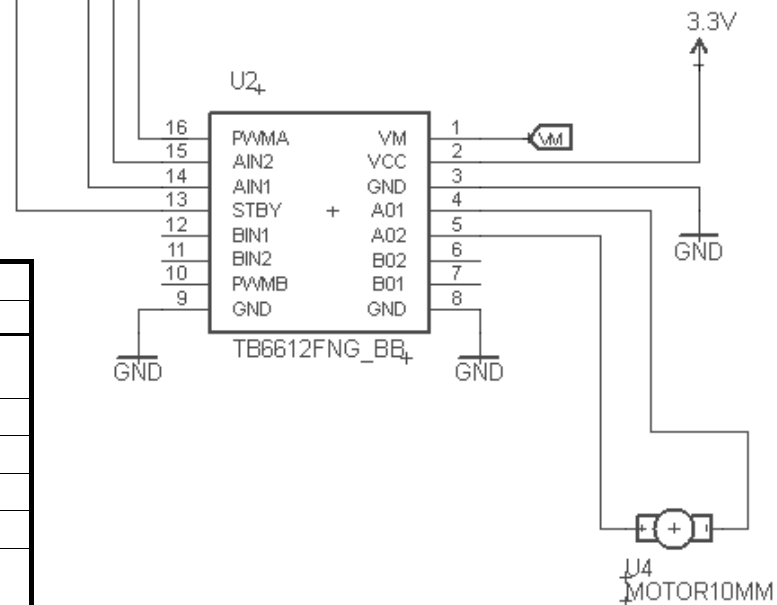 3.3V
U2
16 PWMA VM 1 VM
15 AIN2 VCC 2
14 AIN1 GND 3
13 STBY A01 4
12 BIN1 A02 5
11 BIN2 B02 6
10 PWMB B01 7
9 GND GND 8
GND
TB6612FNG_BB
GND
GND
+ -
U4
MOTOR10MM